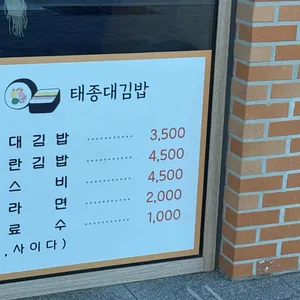 태종대김밥
대 김 밥 ............ 3,500
란 김 밥 ............ 4,500
스 비 ............ 4,500
라 면 ............ 2,000
료 수 ............ 1,000
, 사 이 다 )